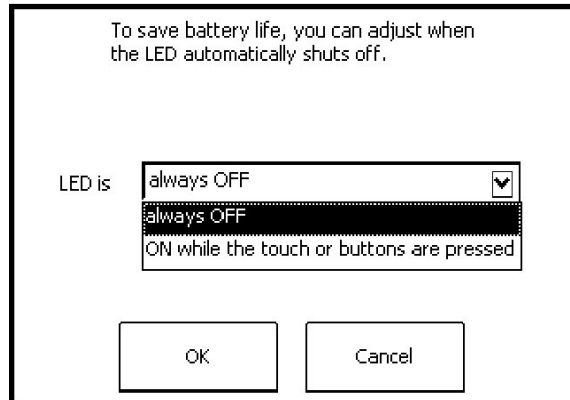 To save battery life, you can adjust when
the LED automatically shuts off.
LED is
always OFF
always OFF
ON while the touch or buttons are pressed
OK
Cancel